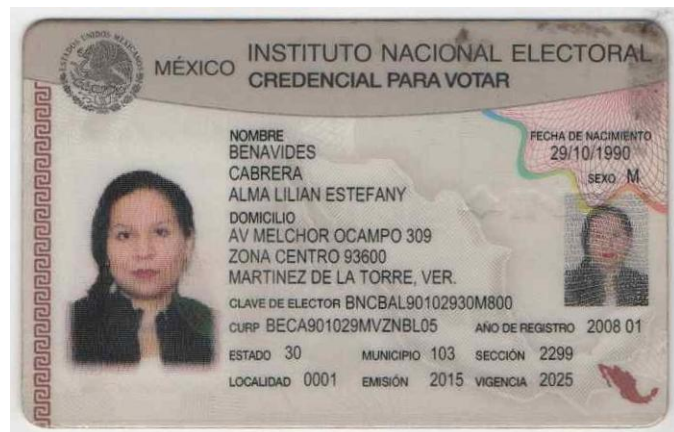 MÉXICO INSTITUTO NACIONAL ELECTORAL
CREDENCIAL PARA VOTAR
NOMBRE
BENAVIDES
CABRERA
ALMA LILIAN ESTEFANY
FECHA DE NACIMIENTO
29/10/1990
SEXO M
DOMICILIO
AV MELCHOR OCAMPO 309
ZONA CENTRO 93600
MARTINEZ DE LA TORRE, VER.
CLAVE DE ELECTOR BNCBAL90102930M800
CURP BECA901029MVZNBL05 AÑO DE REGISTRO 2008 01
ESTADO 30 MUNICIPIO 103 SECCIÓN 2299
LOCALIDAD 0001 EMISIÓN 2015 VIGENCIA 2025